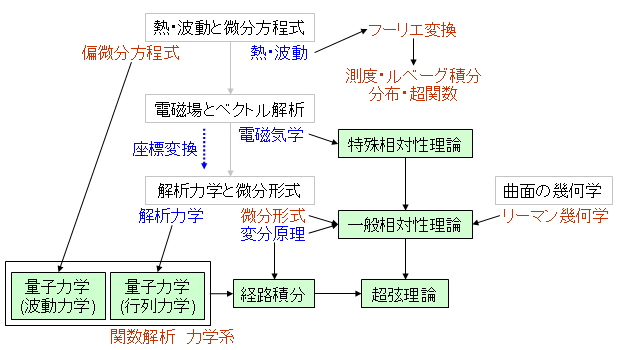 熱・波動と微分方程式
偏微分方程式
熱・波動
フーリエ変換
測度・ルベーグ積分
分布・超関数
電磁場とベクトル解析
座標変換
電磁気学
特殊相対性理論
解析力学と微分形式
曲面の幾何学
解析力学
微分形式
変分原理
一般相対性理論
リーマン幾何学
量子力学
(波動力学)
量子力学
(行列力学)
経路積分
超弦理論
関数解析 力学系